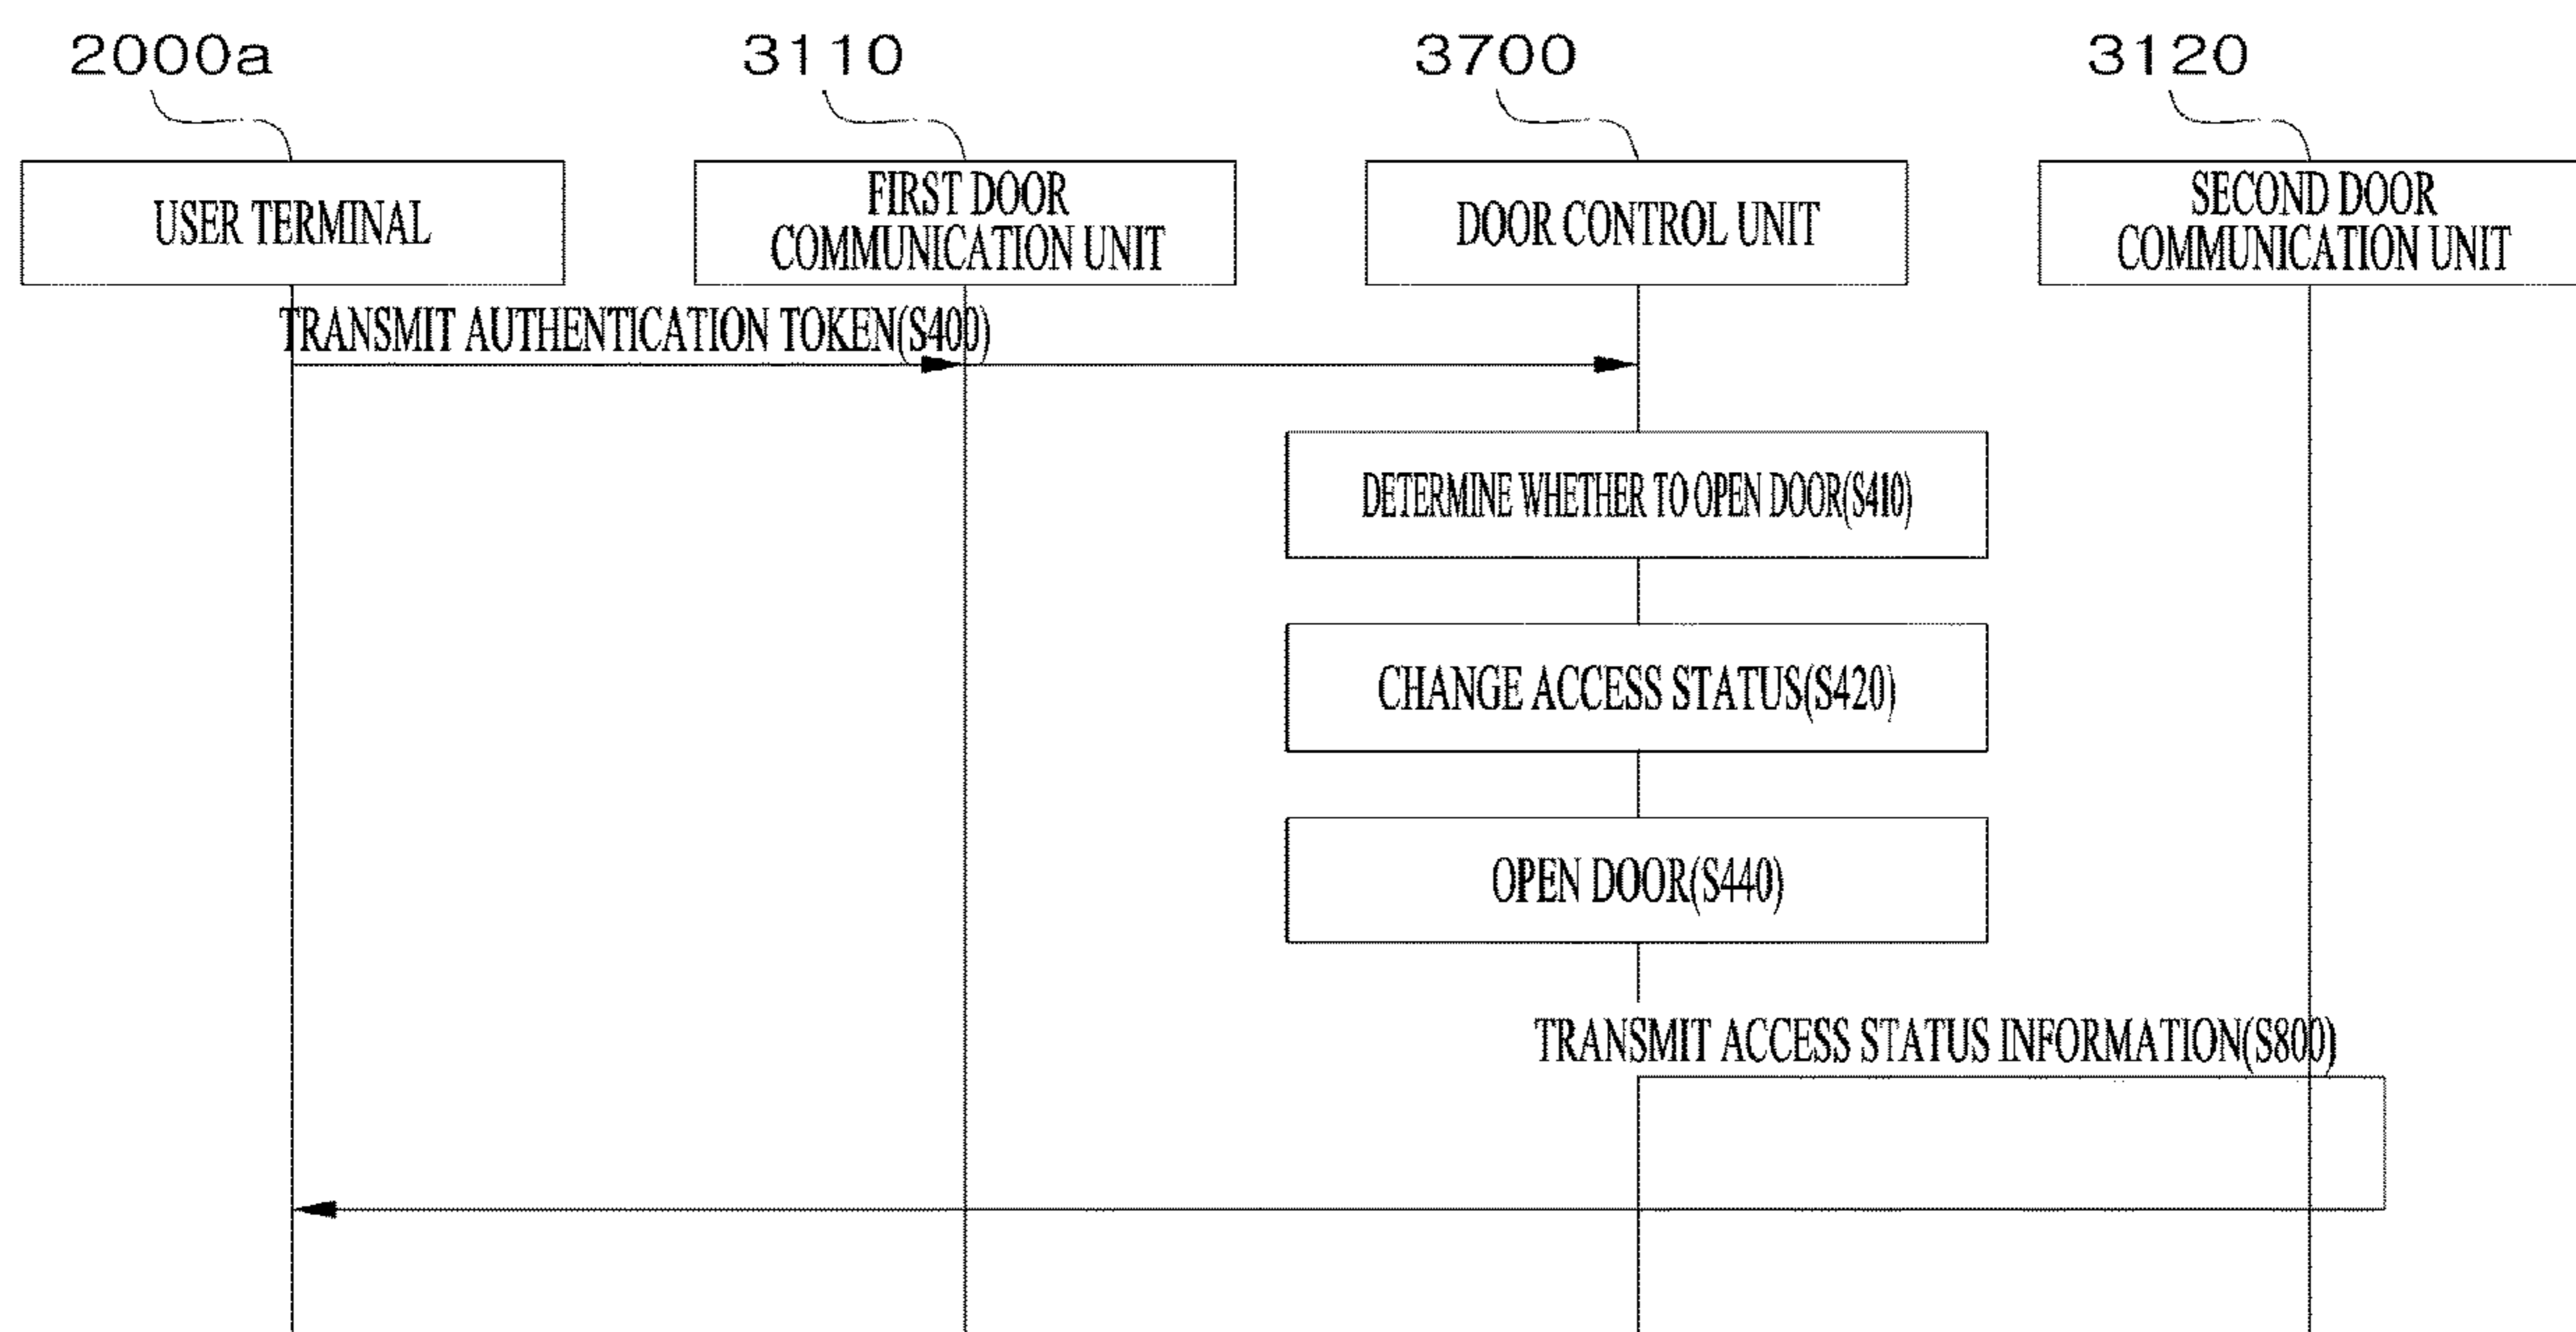 2000a
3110
3700
3120
USER TERMINAL
FIRST DOOR
COMMUNICATION UNIT
DOOR CONTROL UNIT
SECOND DOOR
COMMUNICATION UNIT
TRANSMIT AUTHENTICATION TOKEN(S400)
DETERMINE WHETHER TO OPEN DOOR(S410)
CHANGE ACCESS STATUS(S420)
OPEN DOOR(S440)
TRANSMIT ACCESS STATUS INFORMATION(S800)